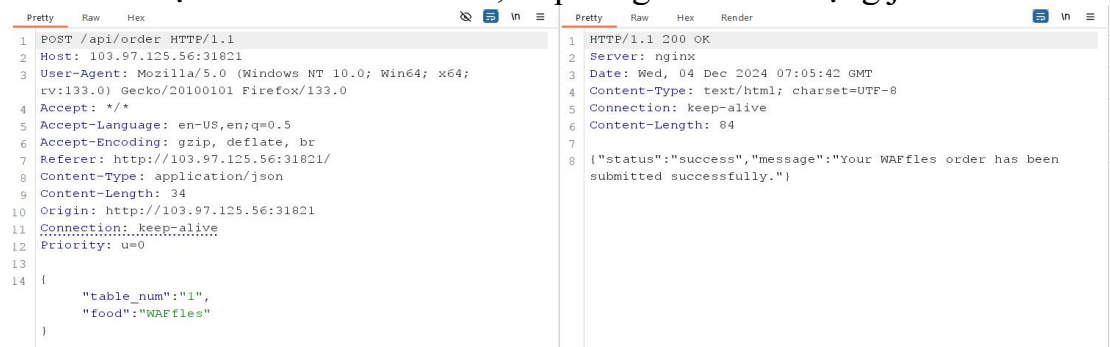 Pretty Raw Hex
\n
1 POST /api/order HTTP/1.1
2 Host: 103.97.125.56:31821
3 User-Agent: Mozilla/5.0 (Windows NT 10.0; Win64; x64;
rv:133.0) Gecko/20100101 Firefox/133.0
4 Accept: */*
5 Accept-Language: en-US,en;q=0.5
6 Accept-Encoding: gzip, deflate, br
7 Referer: http://103.97.125.56:31821/
8 Content-Type: application/json
9 Content-Length: 34
10 Origin: http://103.97.125.56:31821
11 Connection: keep-alive
12 Priority: u=0
13
14 {
"table_num":"1",
"food":"WAFfles"
}
Pretty Raw Hex Render
\n
1 HTTP/1.1 200 OK
2 Server: nginx
3 Date: Wed, 04 Dec 2024 07:05:42 GMT
4 Content-Type: text/html; charset=UTF-8
5 Connection: keep-alive
6 Content-Length: 84
7
8 {"status":"success","message":"Your WAFfles order has been
submitted successfully."}